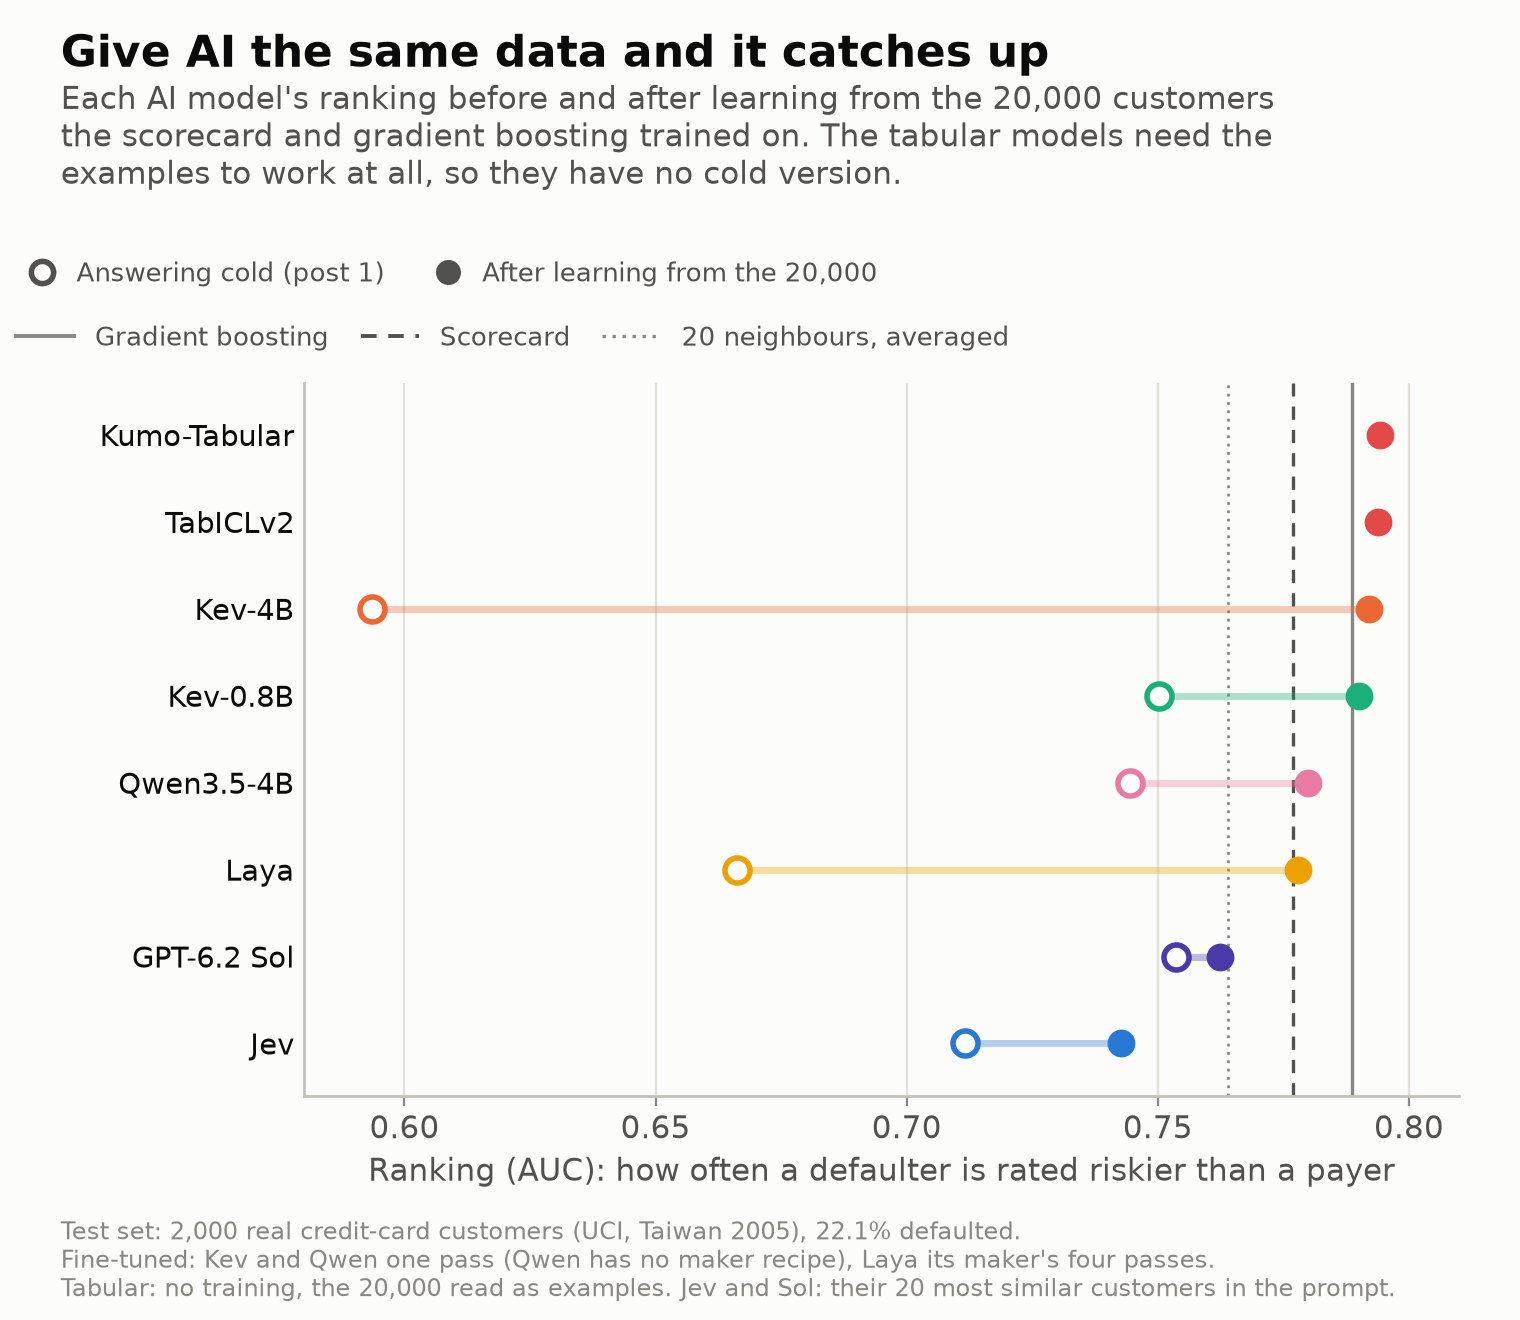 Give AI the same data and it catches up
Each AI model's ranking before and after learning from the 20,000 customers
the scorecard and gradient boosting trained on. The tabular models need the
examples to work at all, so they have no cold version.
Answering cold (post 1) After learning from the 20,000
Gradient boosting Scorecard 20 neighbours, averaged
Kumo-Tabular
TabICLv2
Kev-4B
Kev-0.8B
Qwen3.5-4B
Laya
GPT-6.2 Sol
Jev
0.60 0.65 0.70 0.75 0.80
Ranking (AUC): how often a defaulter is rated riskier than a payer
Test set: 2,000 real credit-card customers (UCI, Taiwan 2005), 22.1% defaulted.
Fine-tuned: Kev and Qwen one pass (Qwen has no maker recipe), Laya its maker's four passes.
Tabular: no training, the 20,000 read as examples. Jev and Sol: their 20 most similar customers in the prompt.